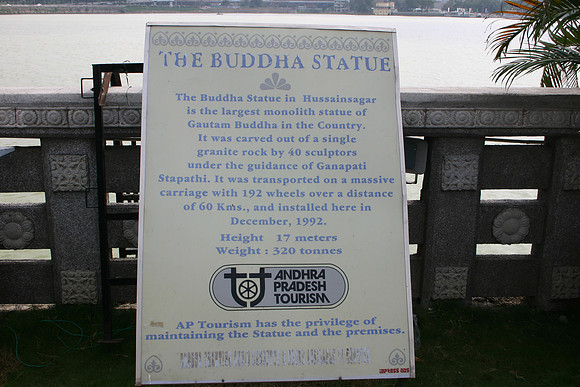 THE BUDDHA STATUE
The Buddha Statue in Hussainsagar
is the largest monolith statue of
Gautam Buddha in the Country.
It was carved out of a single
granite rock by 40 sculptors
under the guidance of Ganapati
Stapathi. It was transported on a massive
carriage with 192 wheels over a distance
of 60 Kms., and installed here in
December, 1992.
Height 17 meters
Weight : 320 tonnes
ANDHRA
PRADESH
TOURISM
AP Tourism has the privilege of
maintaining the Statue and the premises.